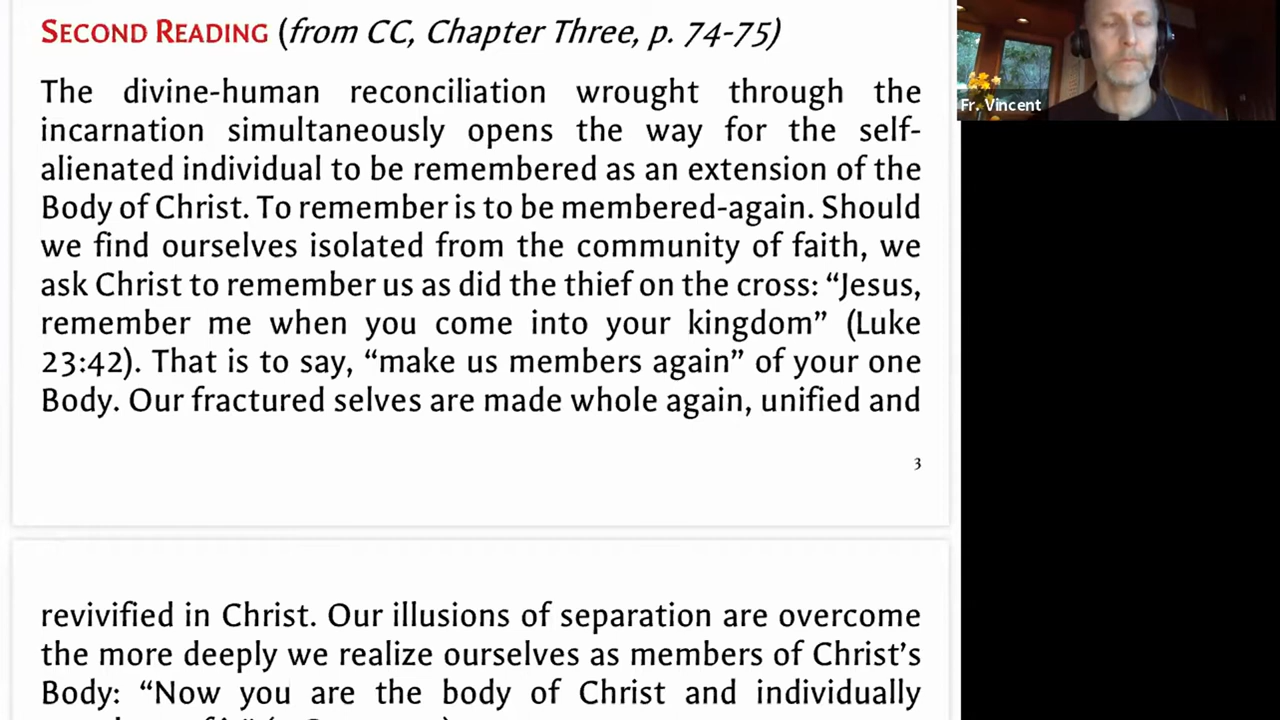 SECOND READING (from CC, Chapter Three, p. 74-75)
The divine-human reconciliation wrought through the
incarnation simultaneously opens the way for the self-
alienated individual to be remembered as an extension of the
Body of Christ. To remember is to be membered-again. Should
we find ourselves isolated from the community of faith, we
ask Christ to remember us as did the thief on the cross: “Jesus,
remember me when you come into your kingdom” (Luke
23:42). That is to say, “make us members again” of your one
Body. Our fractured selves are made whole again, unified and
3
revivified in Christ. Our illusions of separation are overcome
the more deeply we realize ourselves as members of Christ’s
Body: “Now you are the body of Christ and individually
Fr. Vincent